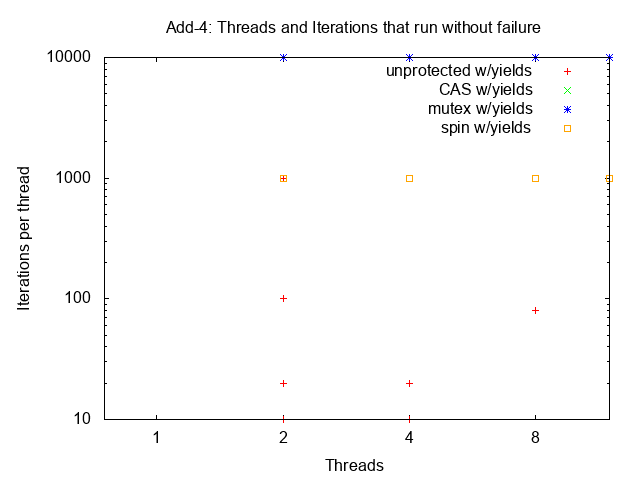 Add-4: Threads and Iterations that run without failure
10000
1000
100
10
Iterations per thread
unprotected w/yields
CAS w/yields
mutex w/yields
spin w/yields
1 2 4 8
Threads